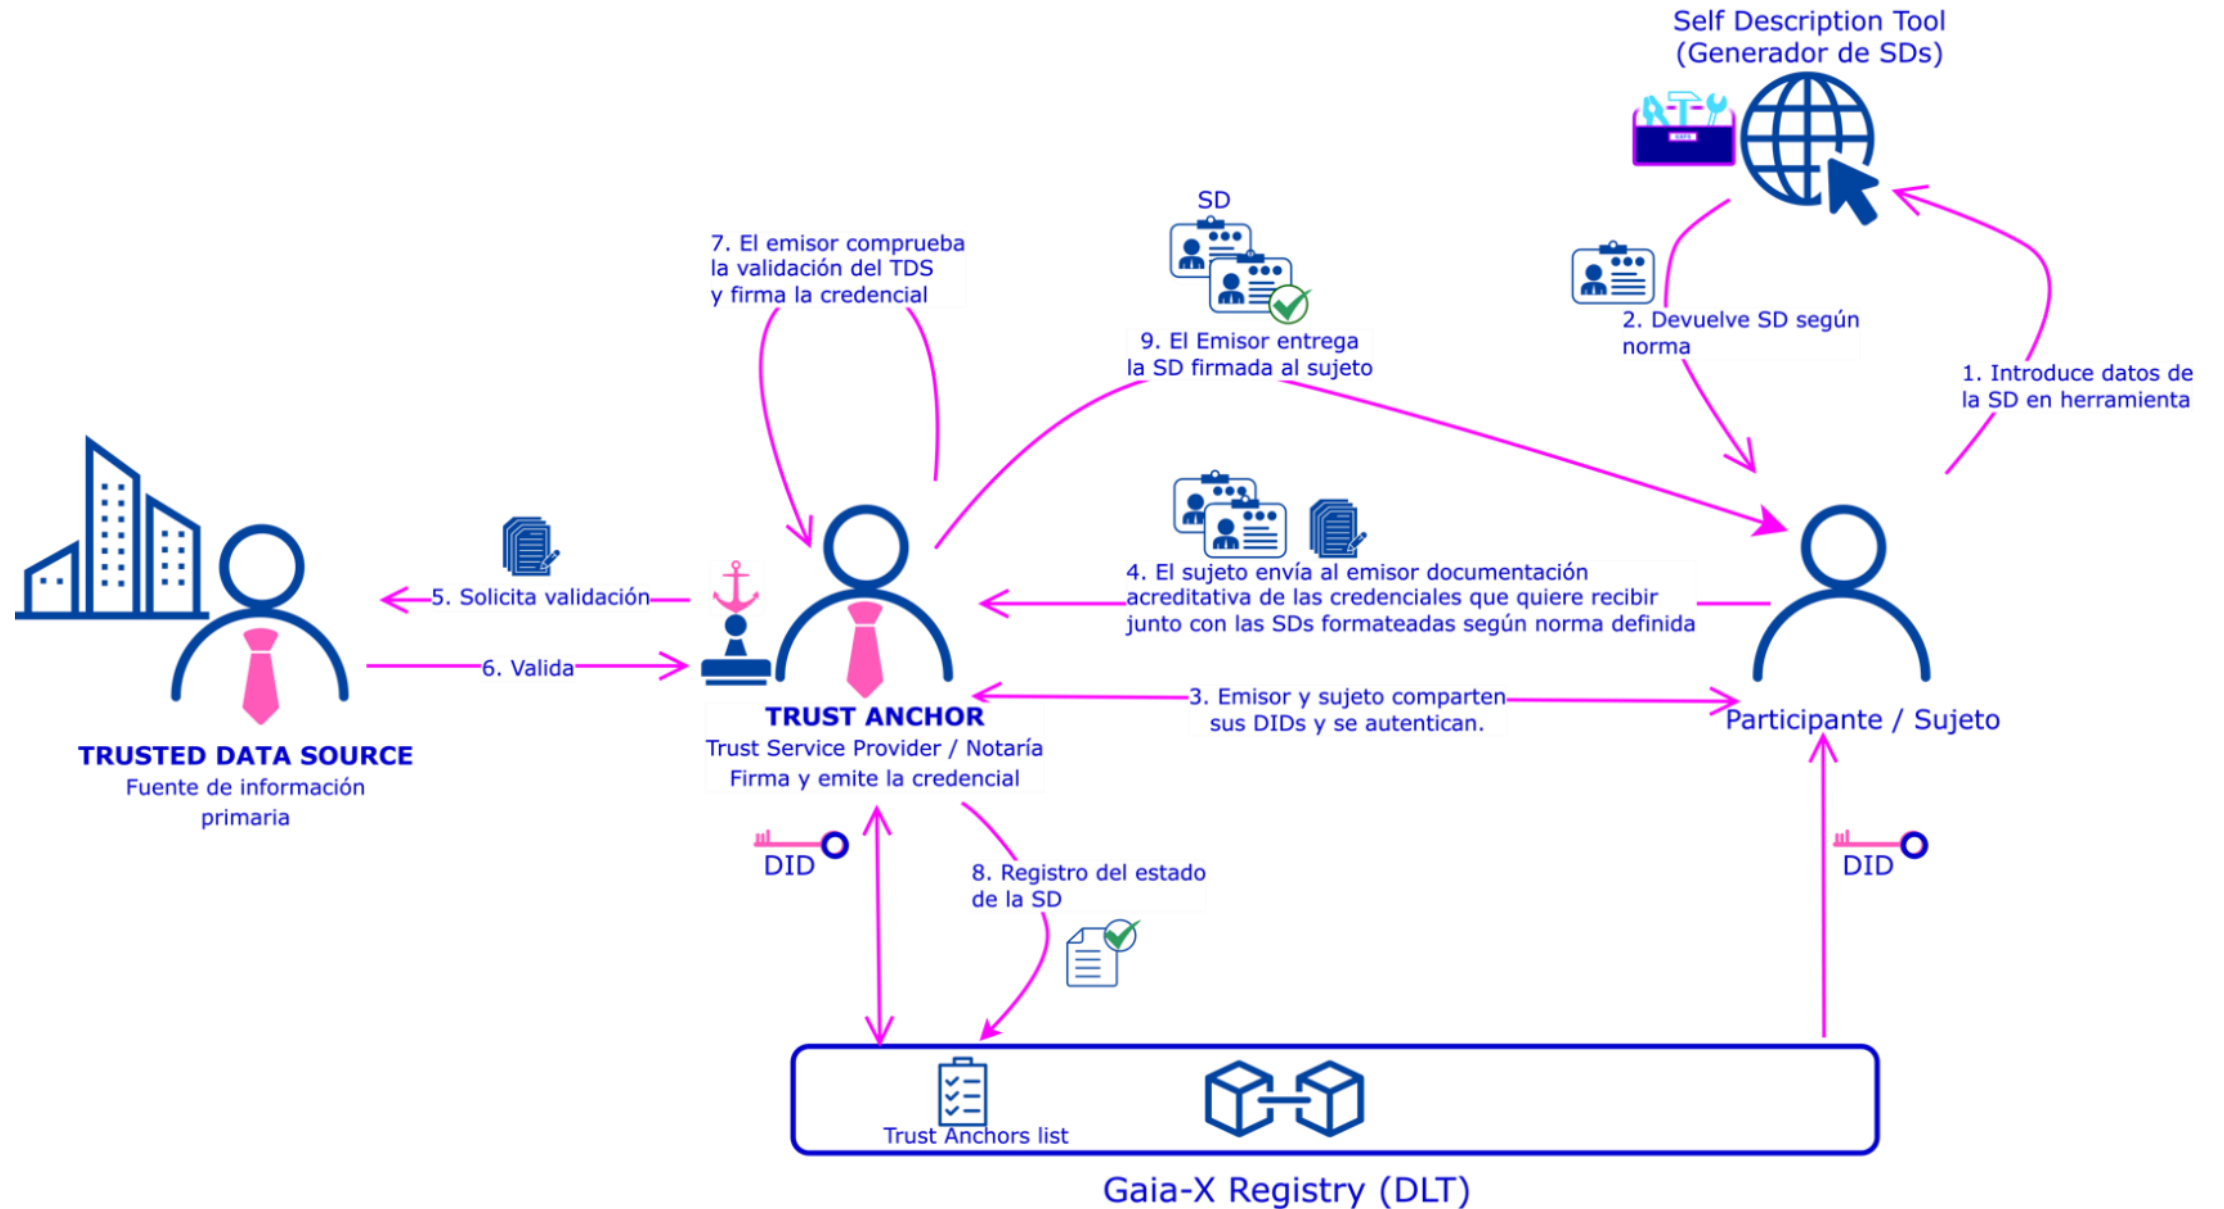 Self Description Tool
(Generador de SDs)
SD
7. El emisor comprueba
la validación del TDS
y firma la credencial
9. El Emisor entrega
la SD firmada al sujeto
2. Devuelve SD según
norma
1. Introduce datos de
la SD en herramienta
5. Solicita validación
6. Valida
4. El sujeto envía al emisor documentación
acreditativa de las credenciales que quiere recibir
junto con las SDs formateadas según norma definida
3. Emisor y sujeto comparten
sus DIDs y se autentican.
TRUSTED DATA SOURCE
Fuente de información
primaria
TRUST ANCHOR
Trust Service Provider / Notaría
Firma y emite la credencial
Participante / Sujeto
DID
8. Registro del estado
de la SD
DID
Trust Anchors list
Gaia-X Registry (DLT)